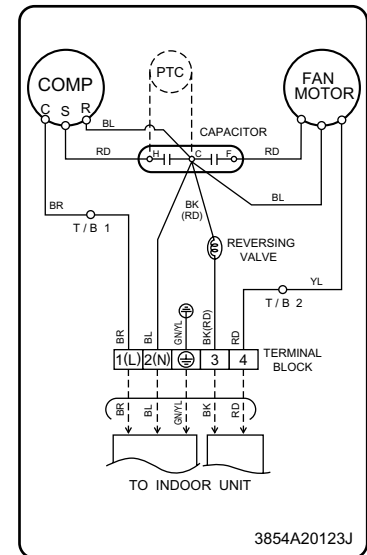 COMP
PTC
FAN
MOTOR
C S R
BL
CAPACITOR
RD
H C F
RD
BL
BR
BK
(RD)
T / B 1
REVERSING
VALVE
YL
T / B 2
BR
BL
GN/YL
BK(RD)
RD
1(L) 2(N) 3 4
TERMINAL
BLOCK
BR
BL
GN/YL
BK
RD
TO INDOOR UNIT
3854A20123J